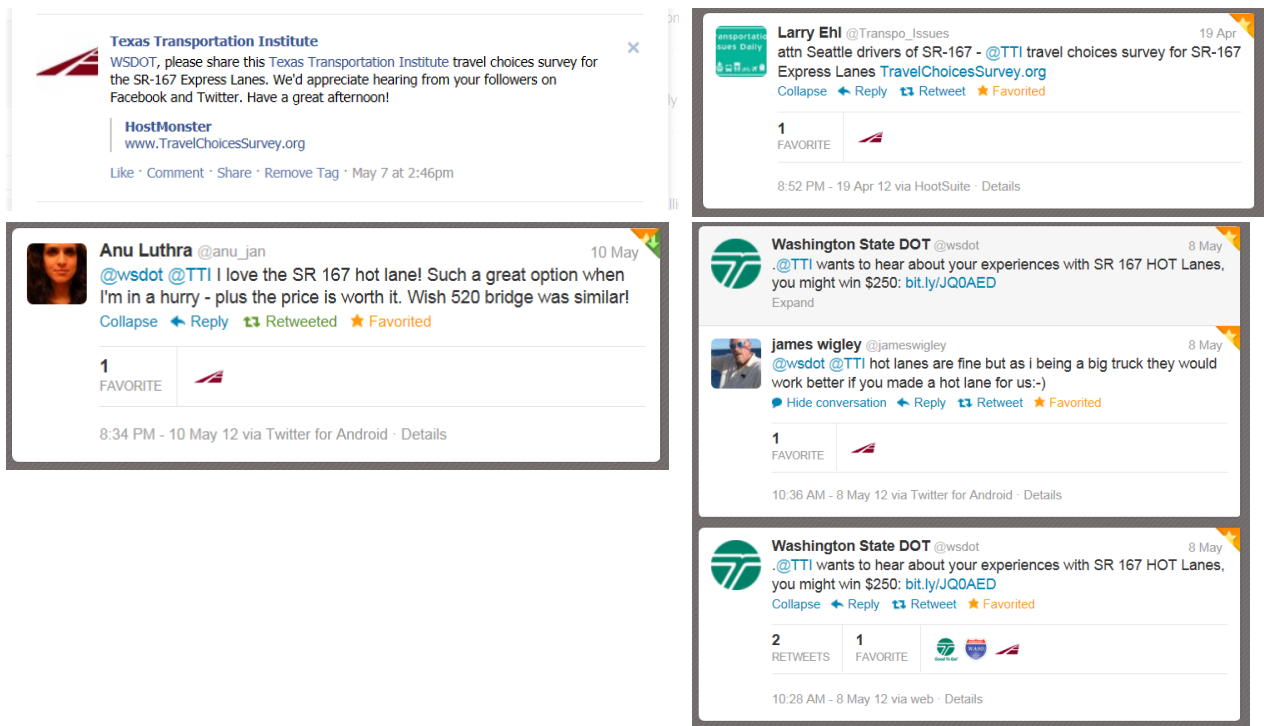 Texas Transportation Institute
WSDOT, please share this Texas Transportation Institute travel choices survey for
the SR-167 Express Lanes. We'd appreciate hearing from your followers on
Facebook and Twitter. Have a great afternoon!
HostMonster
www.TravelChoicesSurvey.org
Like · Comment · Share · Remove Tag · May 7 at 2:46pm
ansportatio
sues Daily
Larry Ehl @Transpo_Issues 19 Apr
attn Seattle drivers of SR-167 - @TTI travel choices survey for SR-167
Express Lanes TravelChoicesSurvey.org
Collapse Reply Retweet Favorited
1
FAVORITE
8:52 PM - 19 Apr 12 via HootSuite · Details
Anu Luthra @anu_jan 10 May
@wsdot @TTI I love the SR 167 hot lane! Such a great option when
I'm in a hurry - plus the price is worth it. Wish 520 bridge was similar!
Collapse Reply Retweeted Favorited
1
FAVORITE
8:34 PM - 10 May 12 via Twitter for Android · Details
Washington State DOT @wsdot 8 May
.@TTI wants to hear about your experiences with SR 167 HOT Lanes,
you might win $250: bit.ly/JQ0AED
Expand
james wigley @jameswigley 8 May
@wsdot @TTI hot lanes are fine but as i being a big truck they would
work better if you made a hot lane for us:-)
Hide conversation Reply Retweet Favorited
1
FAVORITE
10:36 AM - 8 May 12 via Twitter for Android · Details
Washington State DOT @wsdot 8 May
.@TTI wants to hear about your experiences with SR 167 HOT Lanes,
you might win $250: bit.ly/JQ0AED
Collapse Reply Retweet Favorited
2 1
RETWEETS FAVORITE
Good To Go!
10:28 AM - 8 May 12 via web · Details